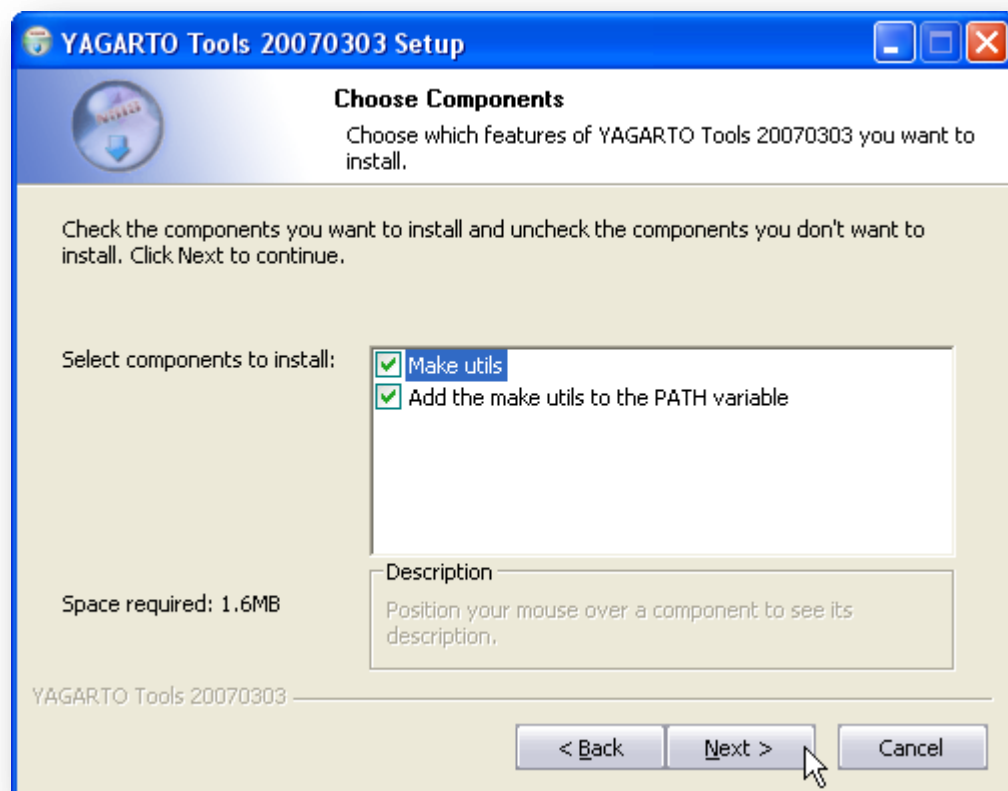 YAGARTO Tools 20070303 Setup
Choose Components
Choose which features of YAGARTO Tools 20070303 you want to
install.
Check the components you want to install and uncheck the components you don't want to
install. Click Next to continue.
Select components to install:
Make utils
Add the make utils to the PATH variable
Space required: 1.6MB
Description
Position your mouse over a component to see its
description.
YAGARTO Tools 20070303
< Back
Next >
Cancel